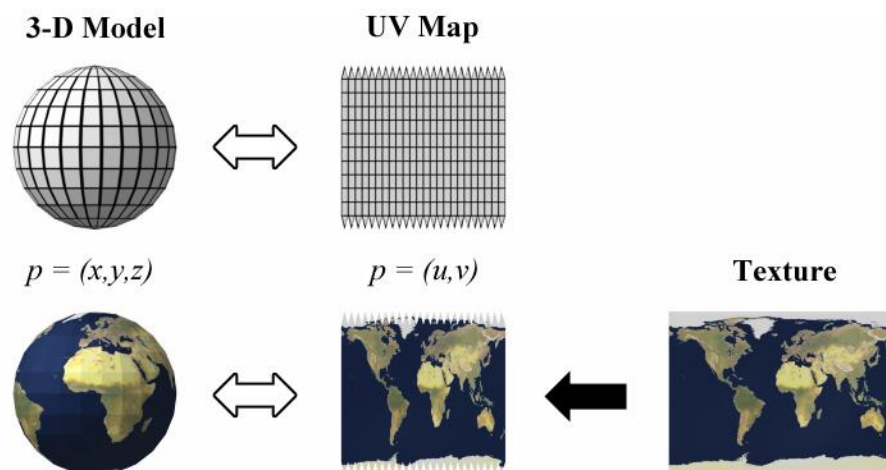 3-D Model
UV Map
p = (x,y,z)
p = (u,v)
Texture